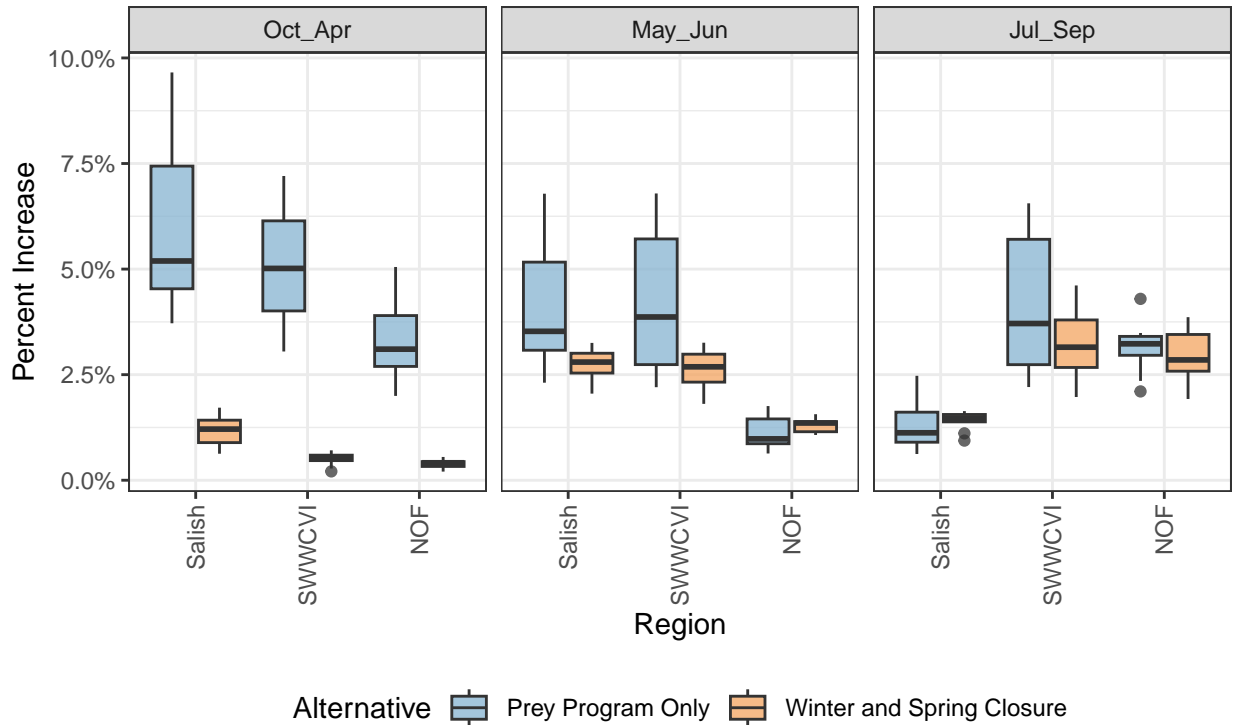 Oct_Apr May_Jun Jul_Sep
10.0%
7.5%
5.0%
2.5%
0.0%
Percent Increase
Salish SWWCVI NOF Salish SWWCVI NOF Salish SWWCVI NOF
Region
Alternative Prey Program Only Winter and Spring Closure